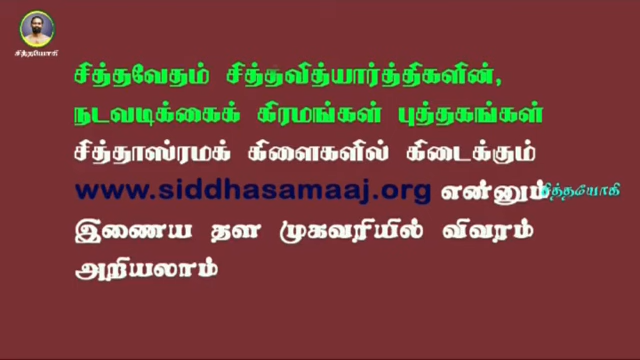 சித்தயோகி
சித்தவேதம் சித்தவித்யார்த்திகளின்,
நடவடிக்கைக் கிரமங்கள் புத்தகங்கள்
சித்தாஸ்ரமக் கிளைகளில் கிடைக்கும்
www.siddhasamaaj.org என்னும் சித்தயோகி
இணைய தள முகவரியில் விவரம்
அறியலாம்